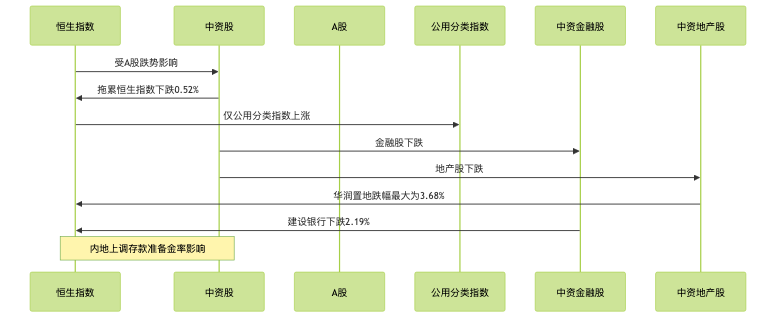 恒生指数
中资股
A股
公用分类指数
中资金融股
中资地产股
受A股跌势影响
拖累恒生指数下跌0.52%
仅公用分类指数上涨
金融股下跌
地产股下跌
华润置地跌幅最大为3.68%
建设银行下跌2.19%
内地上调存款准备金率影响
恒生指数
中资股
A股
公用分类指数
中资金融股
中资地产股